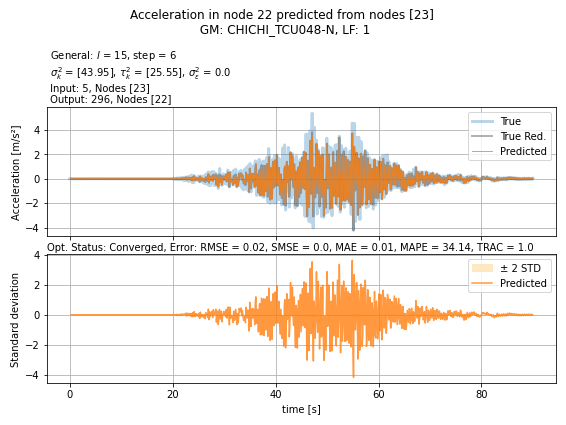 Acceleration in node 22 predicted from nodes [23]
GM: CHICHI_TCU048-N, LF: 1
General: l = 15, step = 6
σ²ₖ = [43.95], τ²ₖ = [25.55], σ²ε = 0.0
Input: 5, Nodes [23]
Output: 296, Nodes [22]
Acceleration [m/s²]
4
2
0
−2
−4
True
True Red.
Predicted
Opt. Status: Converged, Error: RMSE = 0.02, SMSE = 0.0, MAE = 0.01, MAPE = 34.14, TRAC = 1.0
Standard deviation
4
2
0
−2
−4
± 2 STD
Predicted
0 20 40 60 80
time [s]